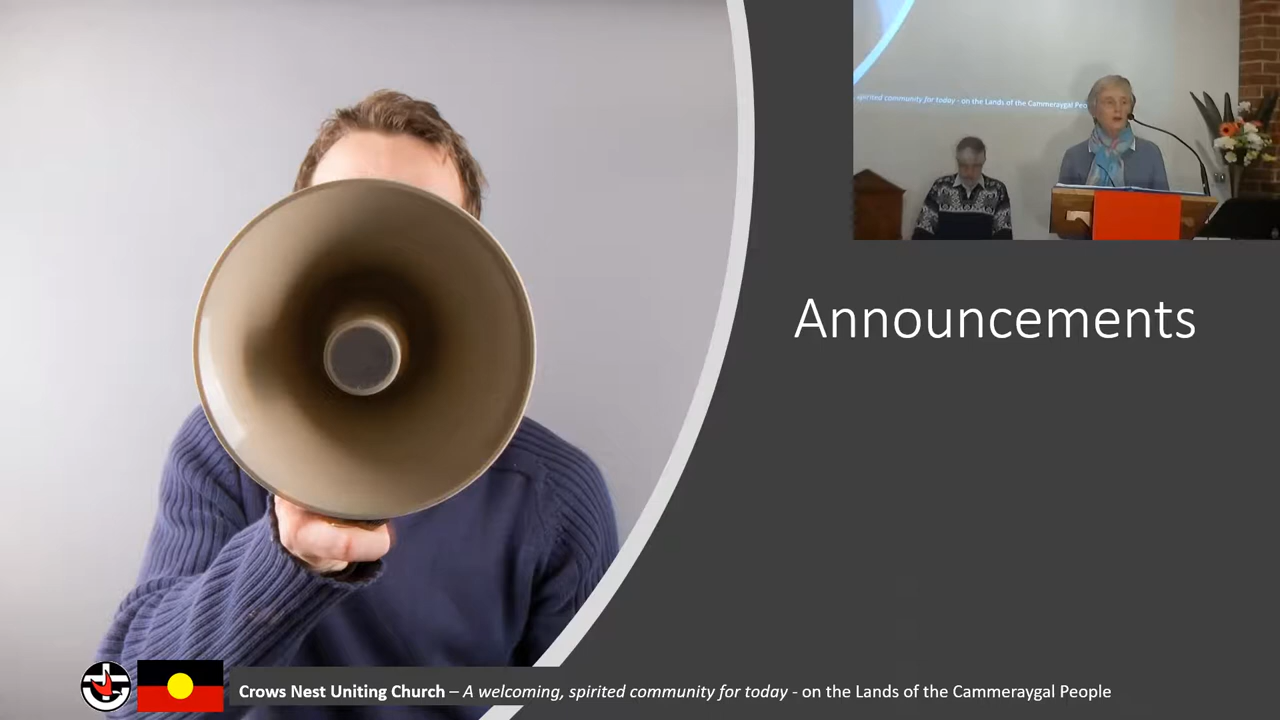 spirited community for today - on the Lands of the Cammeraygal Peo
Announcements
Crows Nest Uniting Church – A welcoming, spirited community for today - on the Lands of the Cammeraygal People